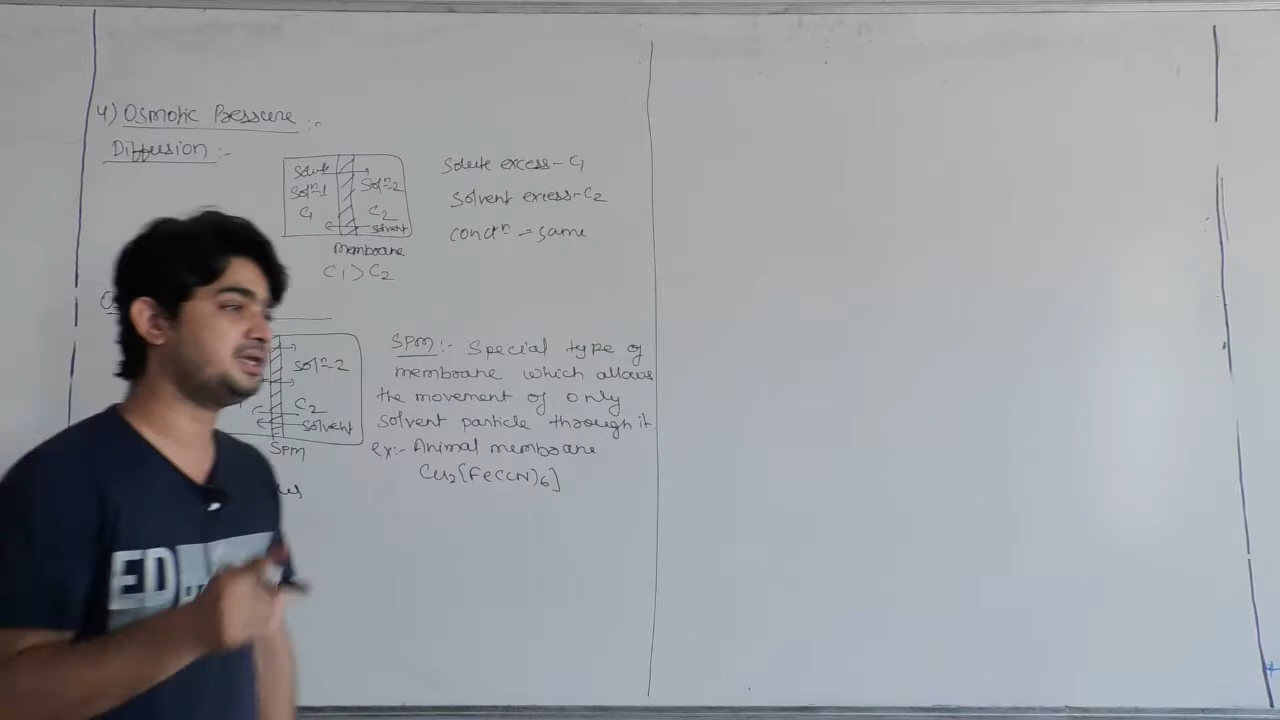 4) Osmotic Pressure :-
Diffusion :-
solute
soln-1
C1
soln-2
C2
solvent
membrane
C1 > C2
solute excess - C1
solvent excess - C2
conctn = same
soln-2
C2
solvent
SPM
SPM :- Special type of
membrane which allows
the movement of only
solvent particle through it
ex:- Animal membrane
Cu2[Fe(CN)6]
ED